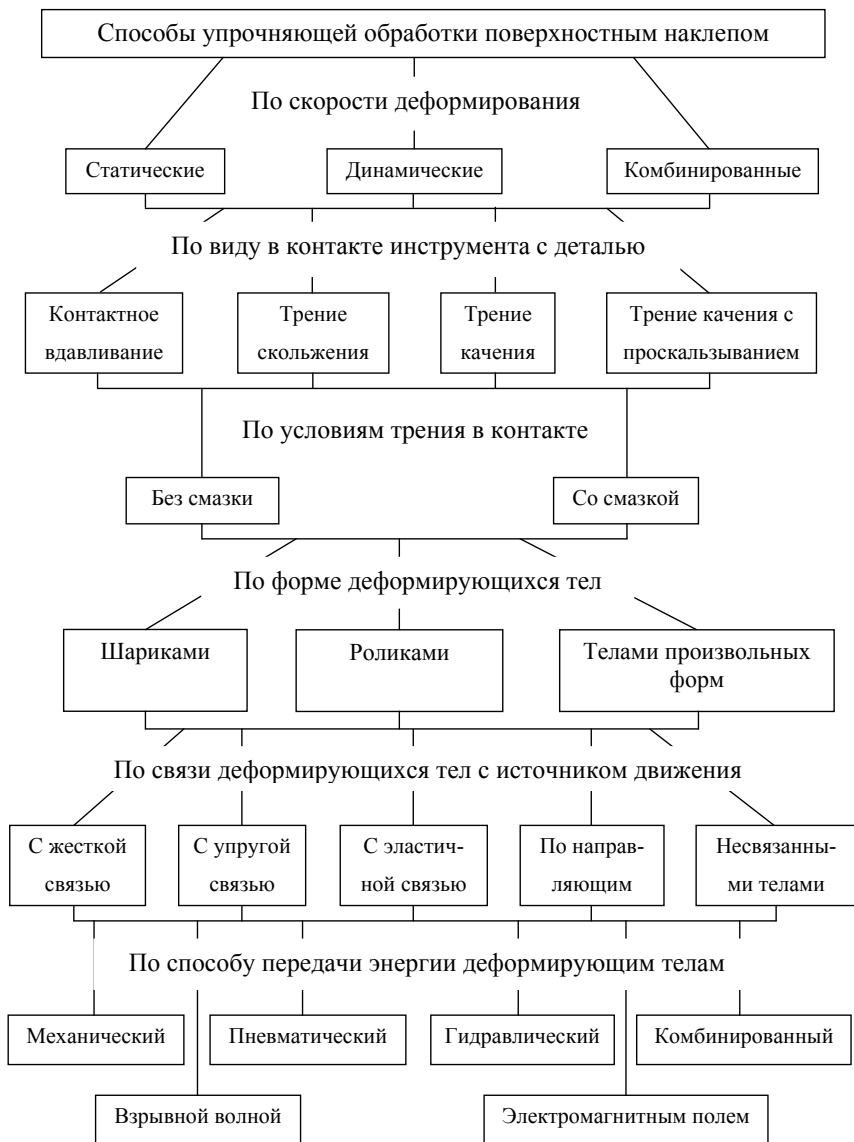 Способы упрочняющей обработки поверхностным наклепом
По скорости деформирования
Статические
Динамические
Комбинированные
По виду в контакте инструмента с деталью
Контактное
вдавливание
Трение
скольжения
Трение
качения
Трение качения с
проскальзыванием
По условиям трения в контакте
Без смазки
Со смазкой
По форме деформирующихся тел
Шариками
Роликами
Телами произвольных
форм
По связи деформирующихся тел с источником движения
С жесткой
связью
С упругой
связью
С эластич-
ной связью
По направ-
ляющим
Несвязанны-
ми телами
По способу передачи энергии деформирующим телам
Механический
Пневматический
Гидравлический
Комбинированный
Взрывной волной
Электромагнитным полем